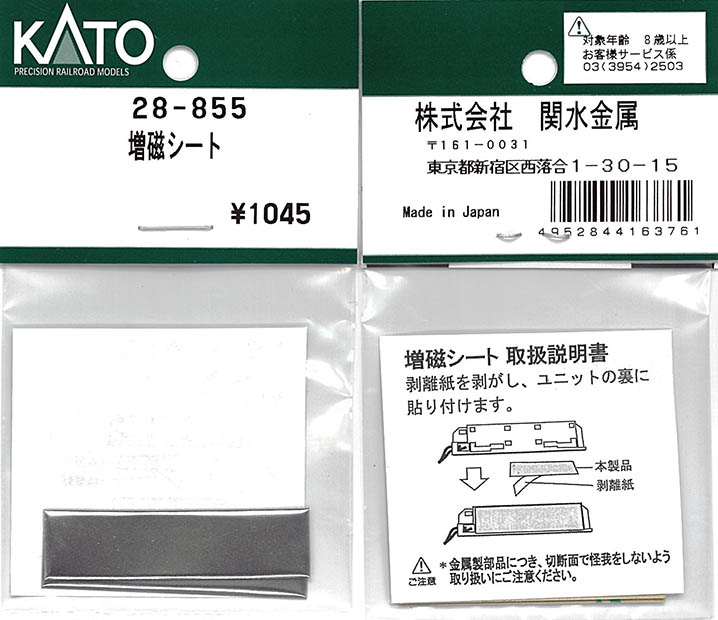 KATO
PRECISION RAILROAD MODELS
28-855
増磁シート
¥1045
対象年齢 8歳以上
お客様サービス係
03(3954)2503
株式会社 関水金属
〒161-0031
東京都新宿区西落合1-30-15
Made in Japan
4952844163761
増磁シート 取扱説明書
剥離紙を剥がし、ユニットの裏に
貼り付けます。
本製品
剥離紙
ご注意
*金属製部品につき、切断面で怪我をしないよう
取り扱いにご注意ください。